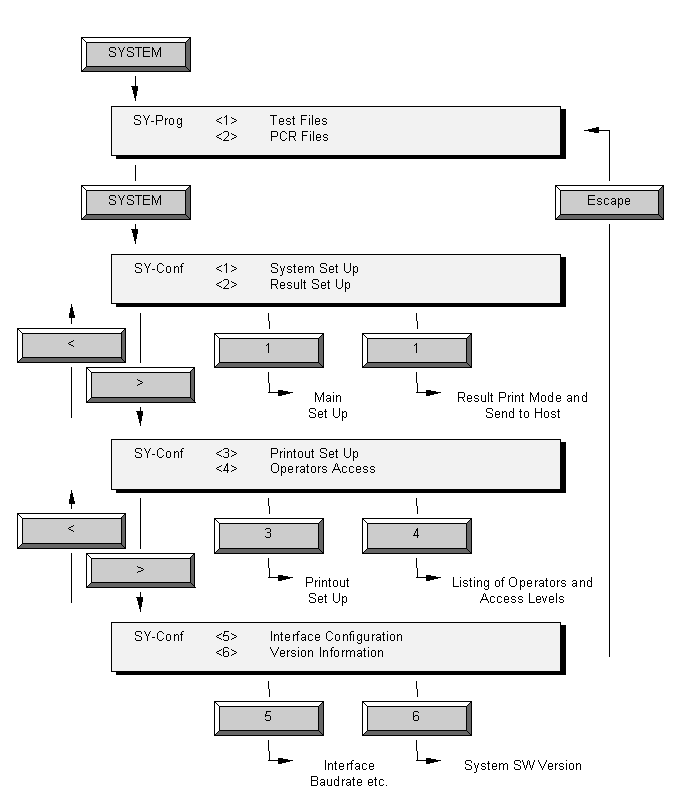 SYSTEM
SY-Prog <1> Test Files
<2> PCR Files
SYSTEM
Escape
SY-Conf <1> System Set Up
<2> Result Set Up
<
1
1
>
Main
Set Up
Result Print Mode and
Send to Host
SY-Conf <3> Printout Set Up
<4> Operators Access
<
3
4
>
Printout
Set Up
Listing of Operators and
Access Levels
SY-Conf <5> Interface Configuration
<6> Version Information
5
6
Interface
Baudrate etc.
System SW Version